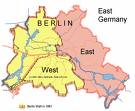 BERLIN
East
Germany
East
West
Berlin Wall in 1961